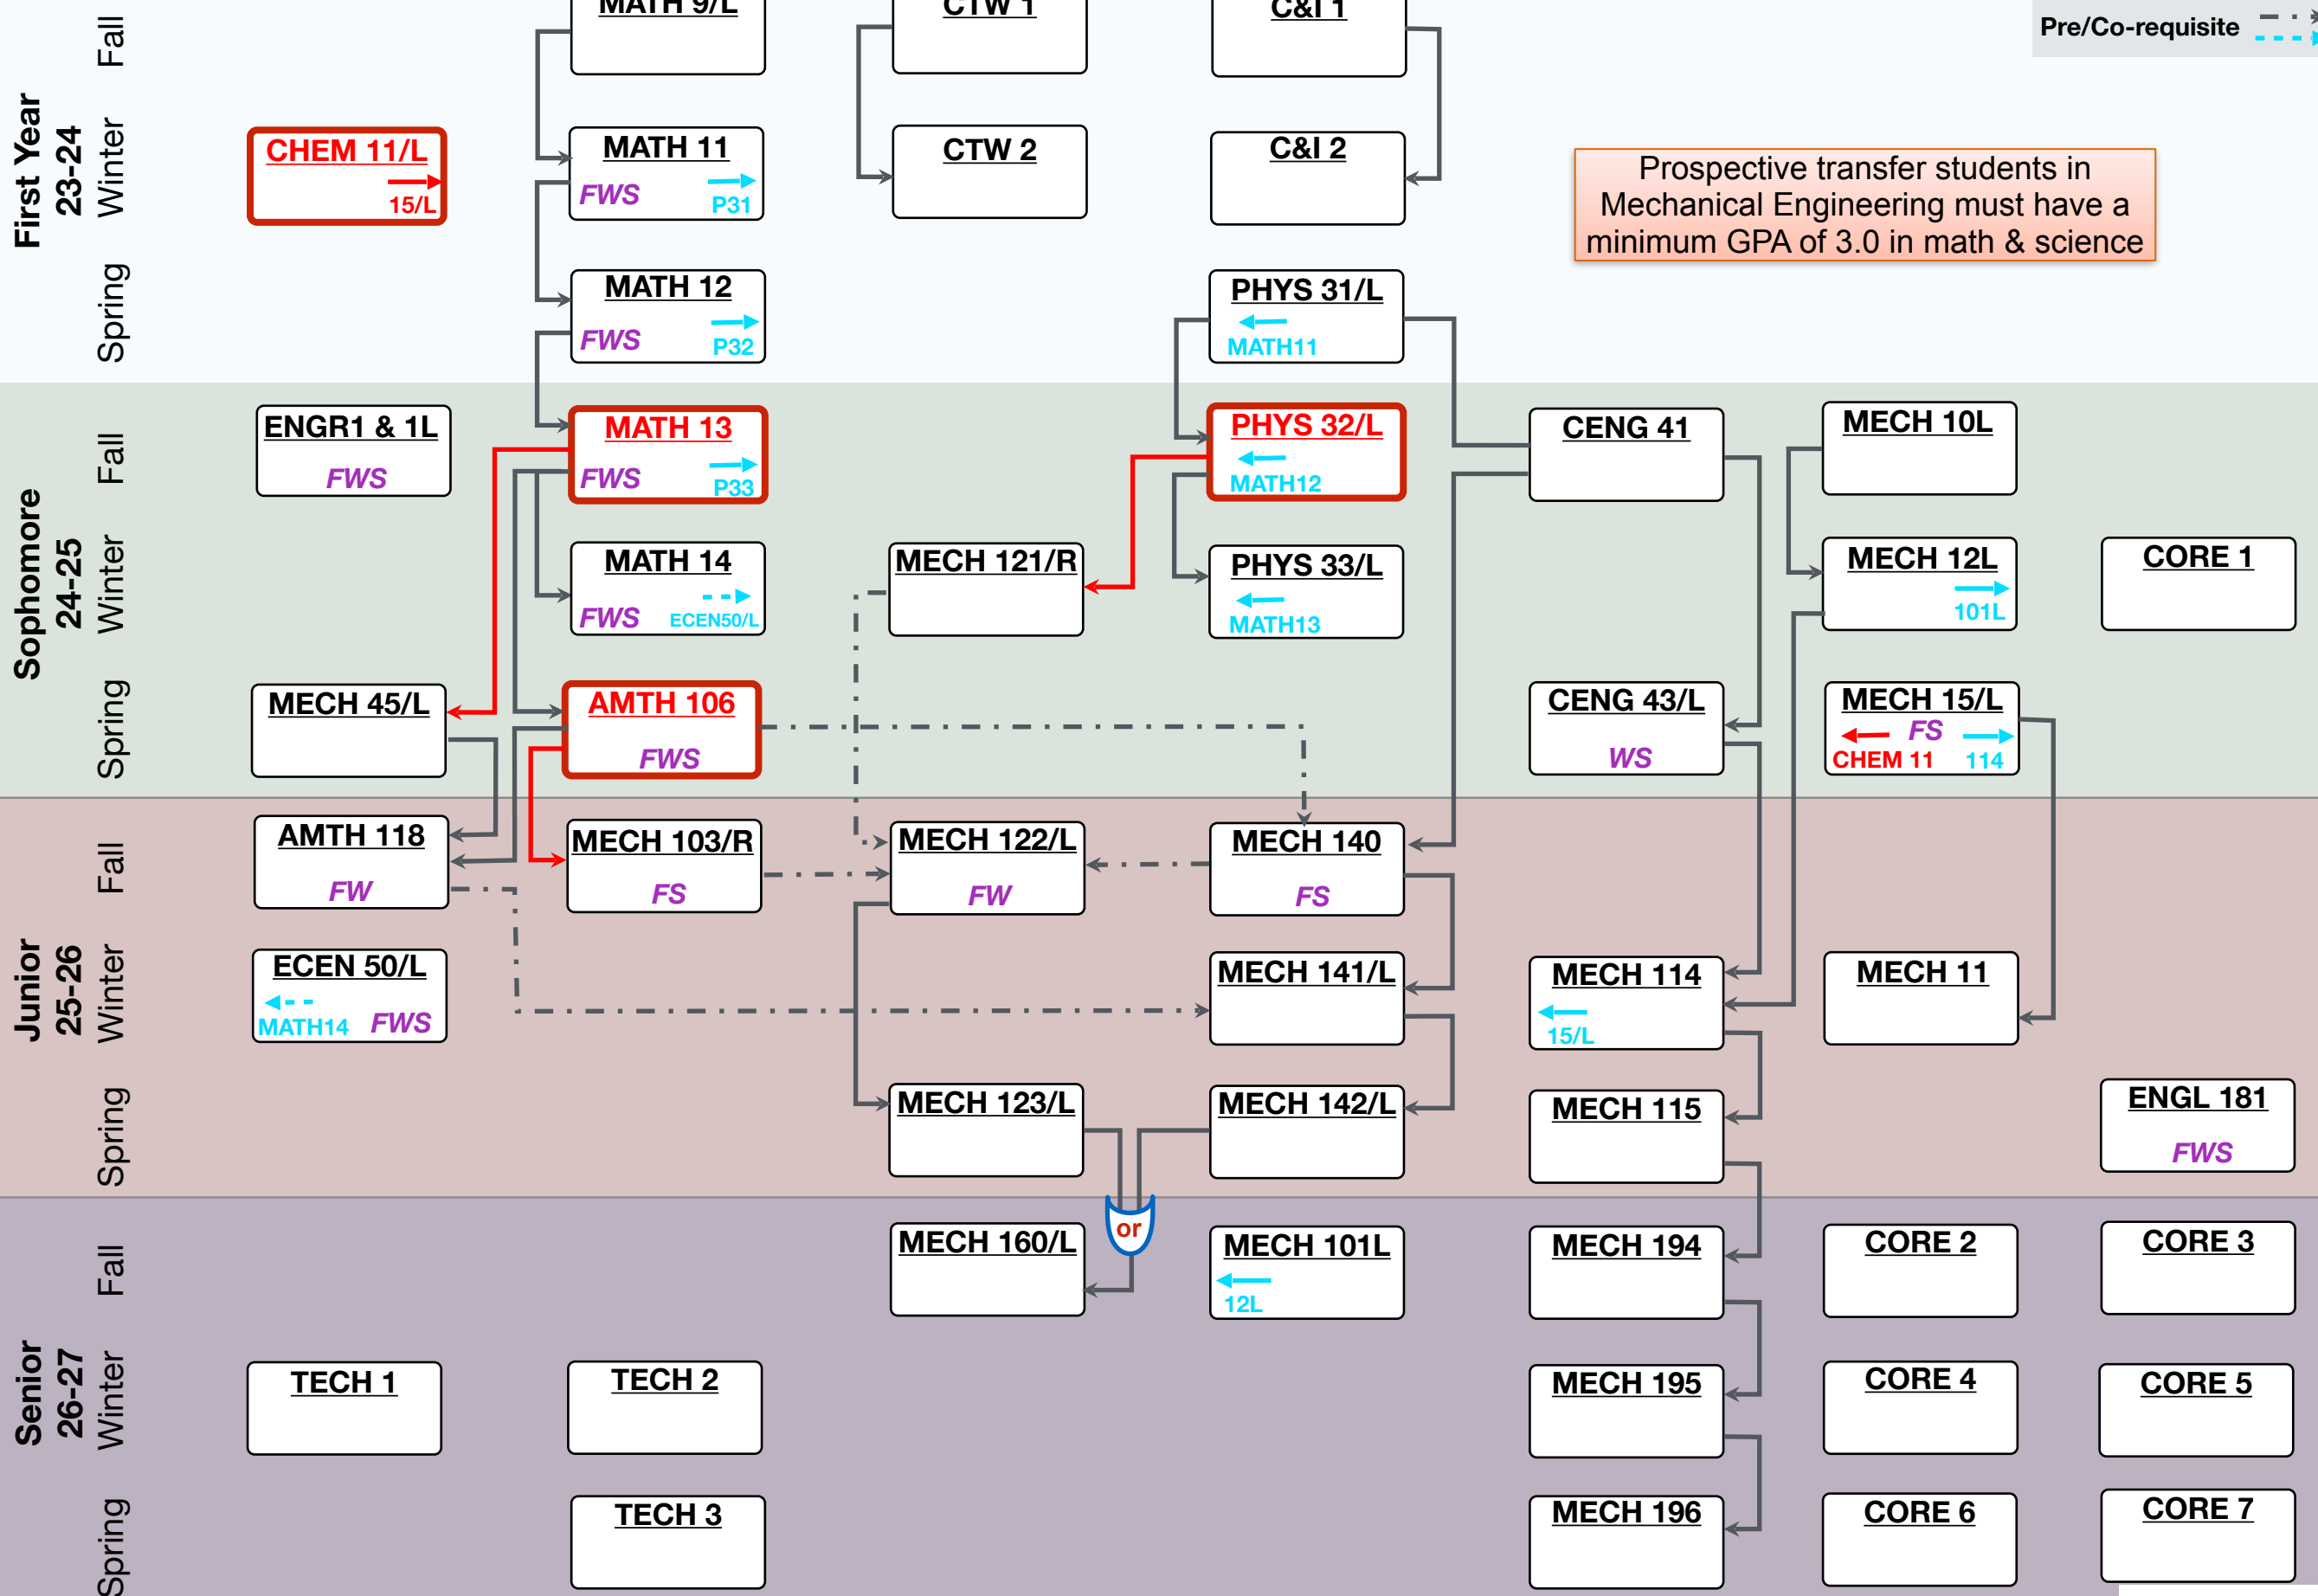 MATH 9/L
CTW 1
C&I 1
Pre/Co-requisite
First Year
23-24
Fall
Winter
Spring
CHEM 11/L
15/L
MATH 11
FWS
P31
CTW 2
C&I 2
Prospective transfer students in
Mechanical Engineering must have a
minimum GPA of 3.0 in math & science
MATH 12
FWS
P32
PHYS 31/L
MATH11
Sophomore
24-25
Fall
Winter
Spring
ENGR1 & 1L
FWS
MATH 13
FWS
P33
PHYS 32/L
MATH12
CENG 41
MECH 10L
MATH 14
FWS
ECEN50/L
MECH 121/R
PHYS 33/L
MATH13
MECH 12L
101L
CORE 1
MECH 45/L
AMTH 106
FWS
CENG 43/L
WS
MECH 15/L
FS
CHEM 11
114
Junior
25-26
Fall
Winter
Spring
AMTH 118
FW
MECH 103/R
FS
MECH 122/L
FW
MECH 140
FS
ECEN 50/L
MATH14
FWS
MECH 141/L
MECH 114
15/L
MECH 11
MECH 123/L
MECH 142/L
MECH 115
ENGL 181
FWS
or
Senior
26-27
Fall
Winter
Spring
MECH 160/L
MECH 101L
12L
MECH 194
CORE 2
CORE 3
TECH 1
TECH 2
MECH 195
CORE 4
CORE 5
TECH 3
MECH 196
CORE 6
CORE 7